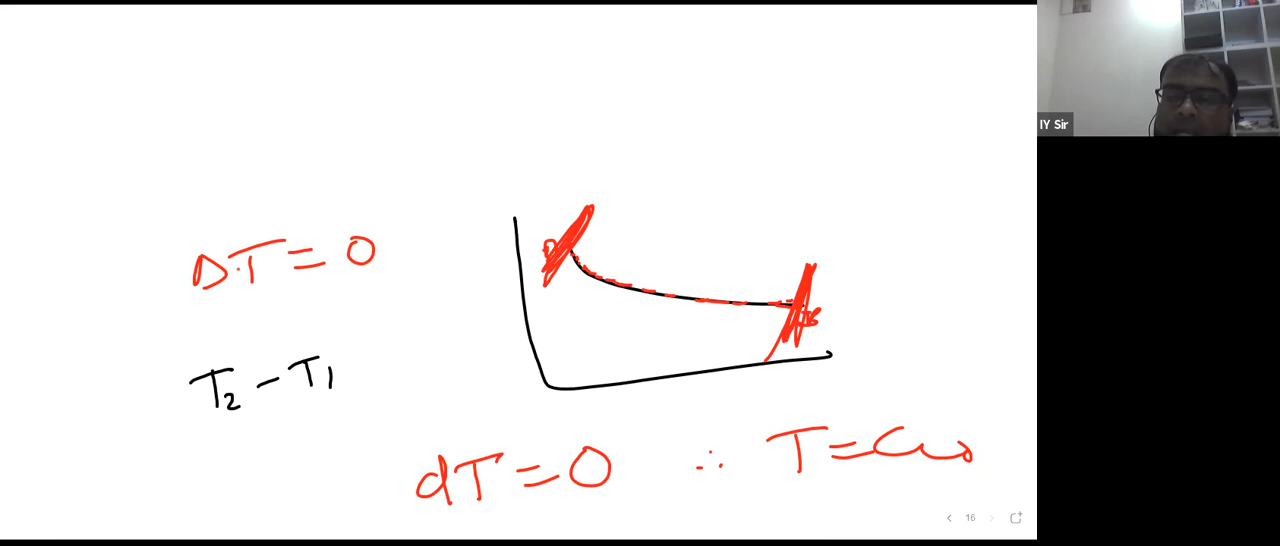 IY Sir
ΔT = 0
T₂ - T₁
dT = 0 ∴ T =
16